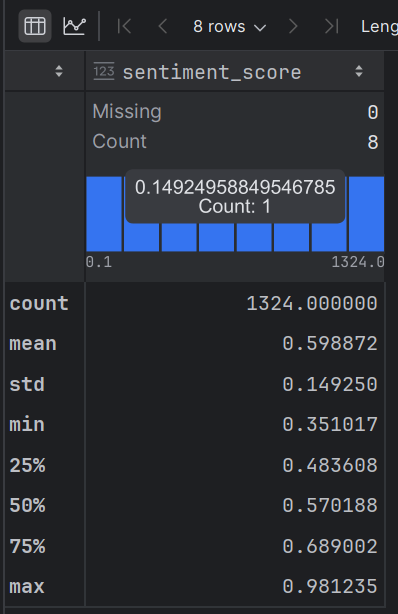 8 rows
Leng
123 sentiment_score
Missing 0
Count 8
0.14924958849546785
Count: 1
0.1 1324.0
count 1324.000000
mean 0.598872
std 0.149250
min 0.351017
25% 0.483608
50% 0.570188
75% 0.689002
max 0.981235